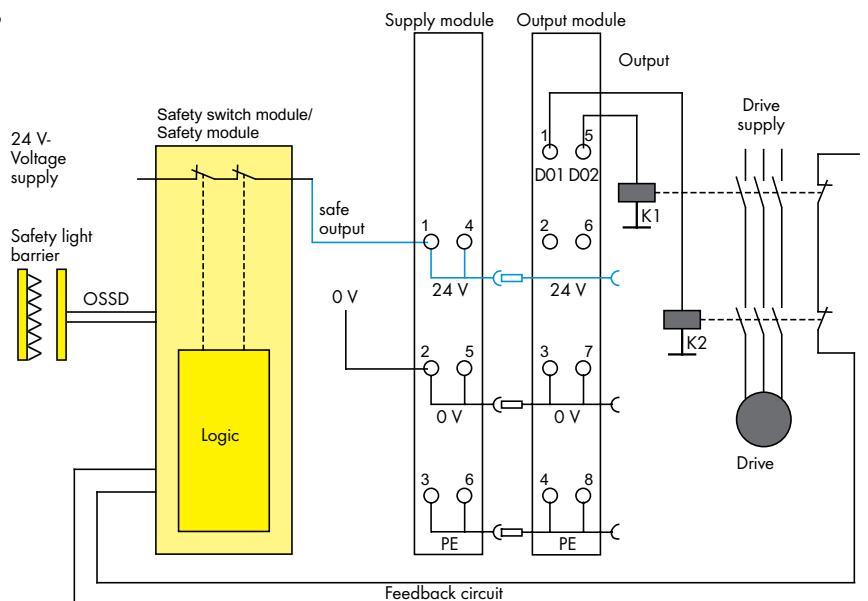 Supply module
Output module
Output
Safety switch module/
Safety module
Drive
supply
24 V-
Voltage
supply
1
5
D01
D02
safe
output
K1
Safety light
barrier
1
4
2
6
OSSD
0 V
24 V
24 V
K2
2
5
3
7
0 V
0 V
Logic
Drive
3
6
4
8
PE
PE
Feedback circuit